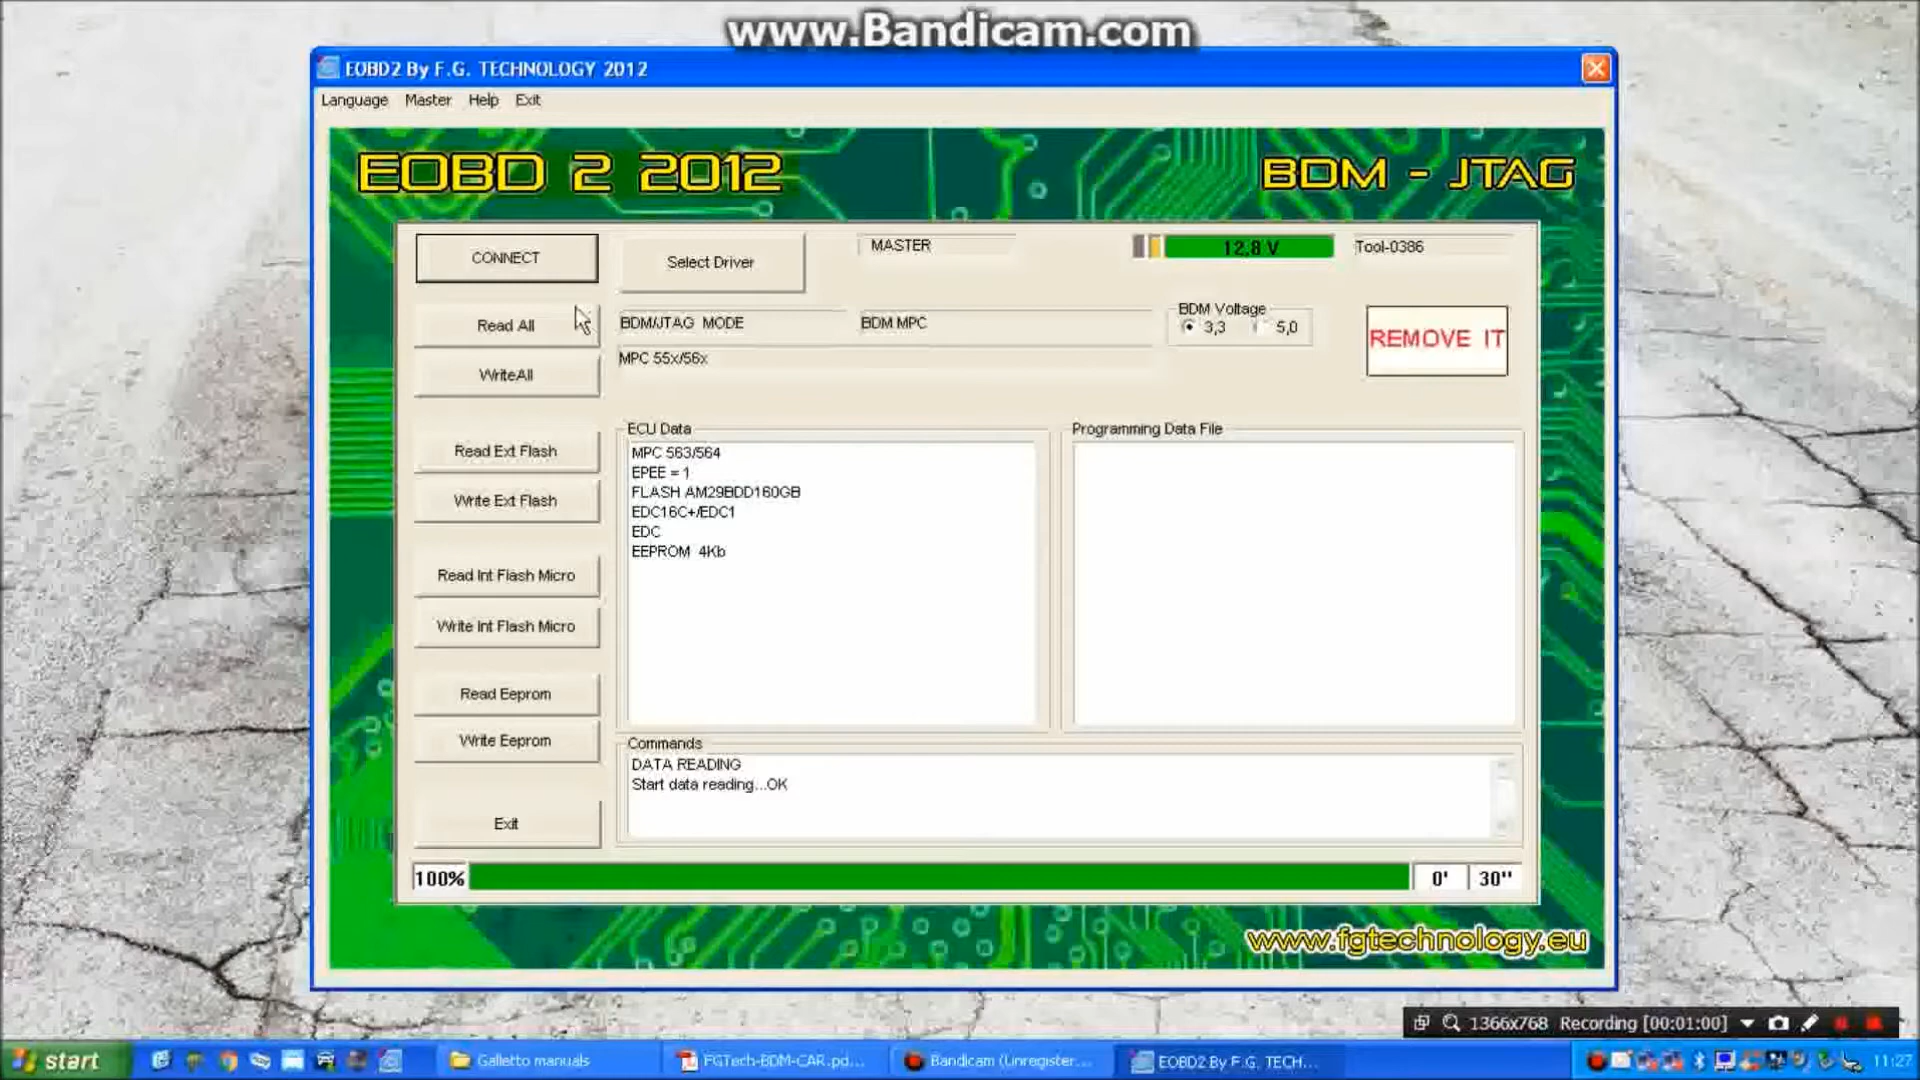 www.Bandicam.com
EOBD2 By F.G. TECHNOLOGY 2012
Language Master Help Exit
EOBD 2 2012
BDM - JTAG
CONNECT
Select Driver
MASTER
12,8 V
Tool-0386
Read All
BDM/JTAG MODE
BDM MPC
BDM Voltage
3,3 5,0
REMOVE IT
WriteAll
MPC 55x/56x
ECU Data
MPC 563/564
EPEE = 1
FLASH AM29BDD160GB
EDC16C+/EDC1
EDC
EEPROM 4Kb
Programming Data File
Read Ext Flash
Write Ext Flash
Read Int Flash Micro
Write Int Flash Micro
Read Eeprom
Write Eeprom
Exit
Commands
DATA READING
Start data reading...OK
100%
0' 30''
www.fgtechnology.eu
1366x768 Recording [00:01:00]
start
Galletto manuals
FGTech-BDM-CAR.pd...
Bandicam (Unregister...
EOBD2 By F.G. TECH...
11:27